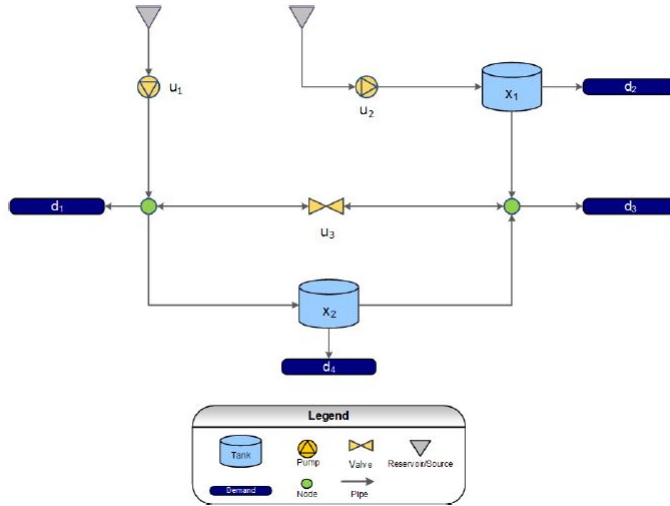 u₁
u₂
x₁
d₂
d₁
u₃
d₃
x₂
d₄
Legend
Tank
Pump
Valve
Reservoir/Source
Demand
Node
Pipe